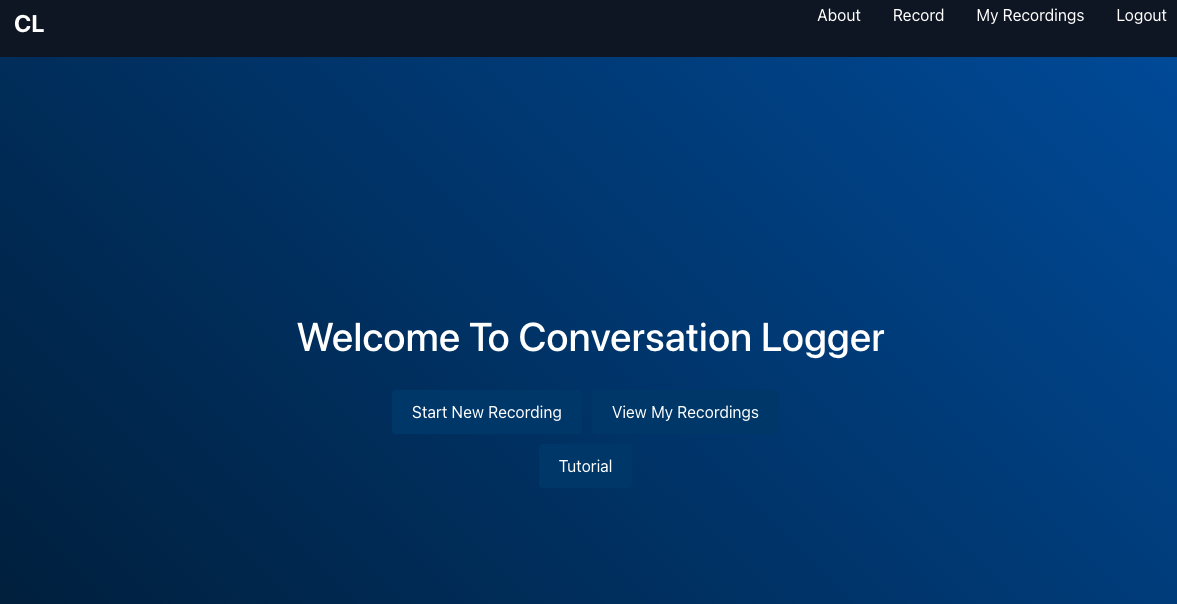 CL
About Record My Recordings Logout
Welcome To Conversation Logger
Start New Recording View My Recordings
Tutorial